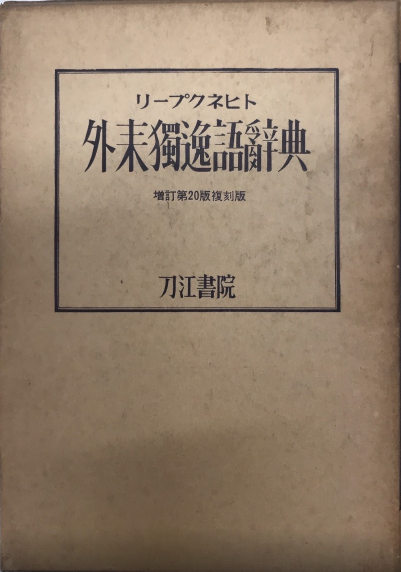 リープクネヒト
外来獨逸語辭典
増訂第20版複刻版
刀江書院